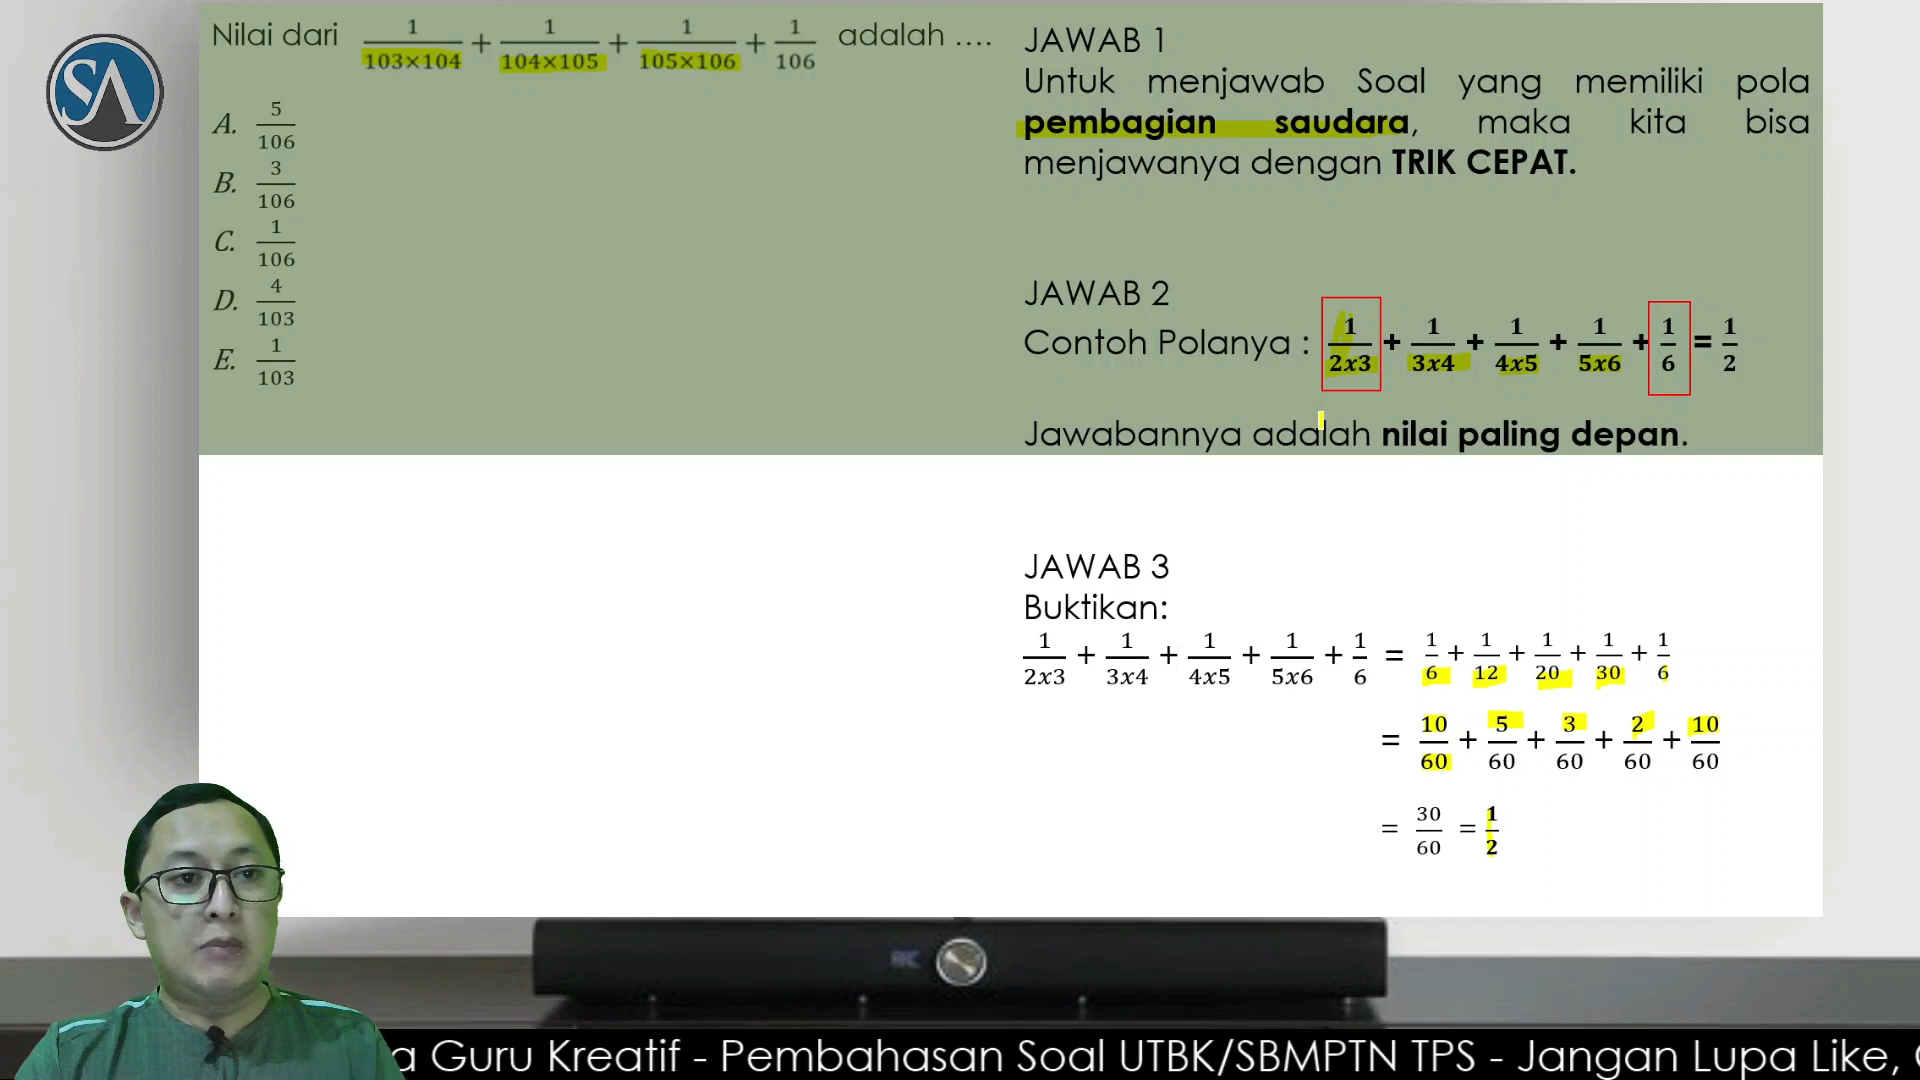 SA
Nilai dari 1/103×104 + 1/104×105 + 1/105×106 + 1/106 adalah ....
A. 5/106
B. 3/106
C. 1/106
D. 4/103
E. 1/103
JAWAB 1
Untuk menjawab Soal yang memiliki pola
pembagian saudara, maka kita bisa
menjawanya dengan TRIK CEPAT.
JAWAB 2
Contoh Polanya : 1/2x3 + 1/3x4 + 1/4x5 + 1/5x6 + 1/6 = 1/2
Jawabannya adalah nilai paling depan.
JAWAB 3
Buktikan:
1/2x3 + 1/3x4 + 1/4x5 + 1/5x6 + 1/6 = 1/6 + 1/12 + 1/20 + 1/30 + 1/6
= 10/60 + 5/60 + 3/60 + 2/60 + 10/60
= 30/60 = 1/2
a Guru Kreatif - Pembahasan Soal UTBK/SBMPTN TPS - Jangan Lupa Like,